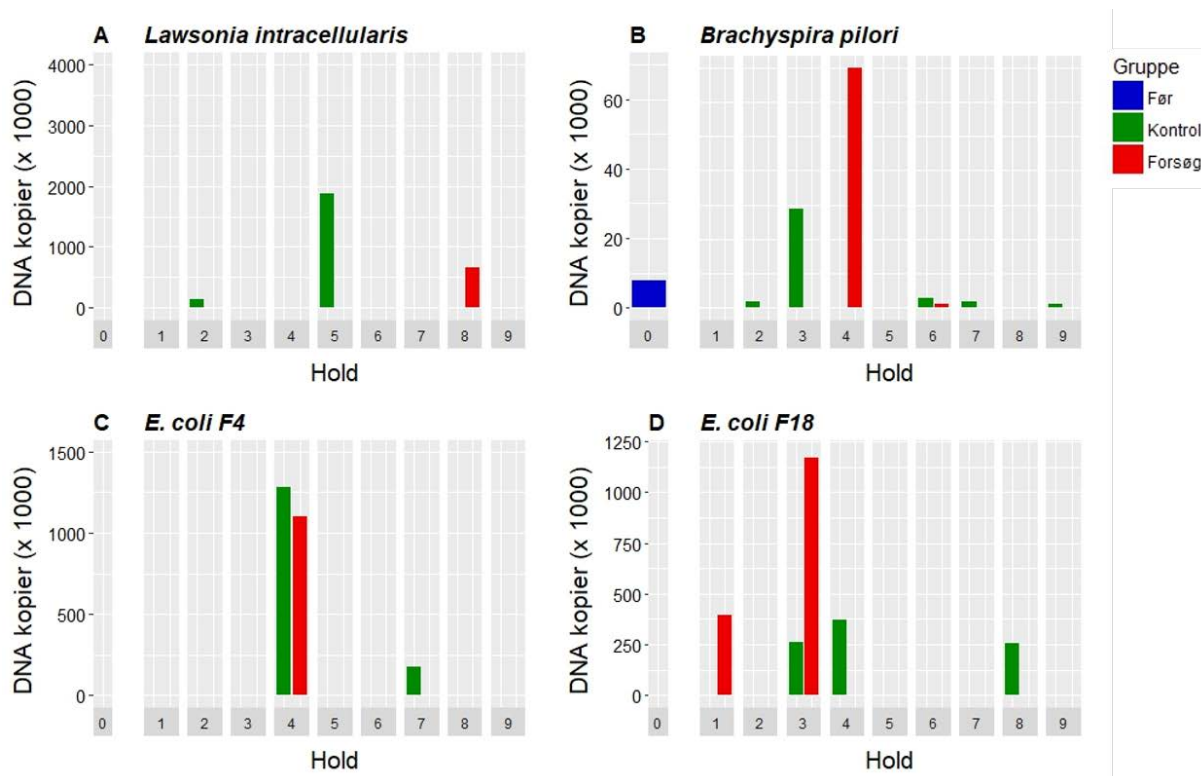 A Lawsonia intracellularis
DNA kopier (x 1000)
4000
3000
2000
1000
0
0 1 2 3 4 5 6 7 8 9
Hold
B Brachyspira pilori
DNA kopier (x 1000)
60
40
20
0
0 1 2 3 4 5 6 7 8 9
Hold
Gruppe
Før
Kontrol
Forsøg
C E. coli F4
DNA kopier (x 1000)
1500
1000
500
0
0 1 2 3 4 5 6 7 8 9
Hold
D E. coli F18
DNA kopier (x 1000)
1250
1000
750
500
250
0
0 1 2 3 4 5 6 7 8 9
Hold